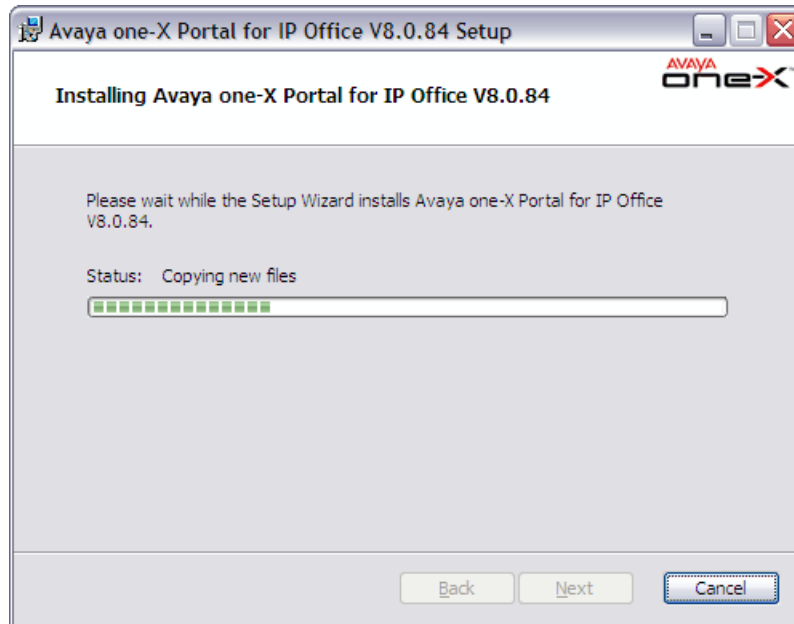 Avaya one-X Portal for IP Office V8.0.84 Setup
AVAYA
one-X™
Installing Avaya one-X Portal for IP Office V8.0.84
Please wait while the Setup Wizard installs Avaya one-X Portal for IP Office
V8.0.84.
Status: Copying new files
Back Next Cancel